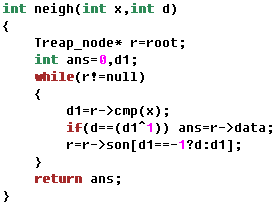 int neigh(int x,int d)
{
Treap_node* r=root;
int ans=0,d1;
while(r!=null)
{
d1=r->cmp(x);
if(d==(d1^1)) ans=r->data;
r=r->son[d1==-1?d:d1];
}
return ans;
}